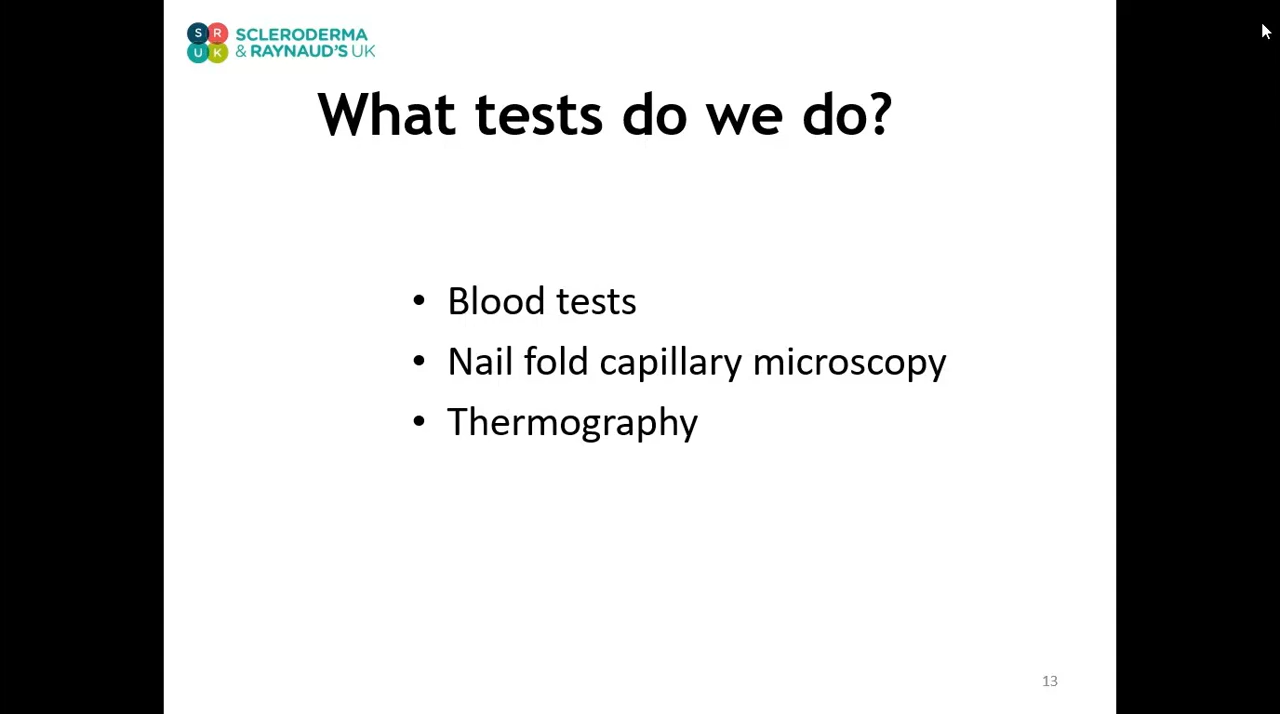 S R
U K
SCLERODERMA
& RAYNAUD'S UK
What tests do we do?
• Blood tests
• Nail fold capillary microscopy
• Thermography
13